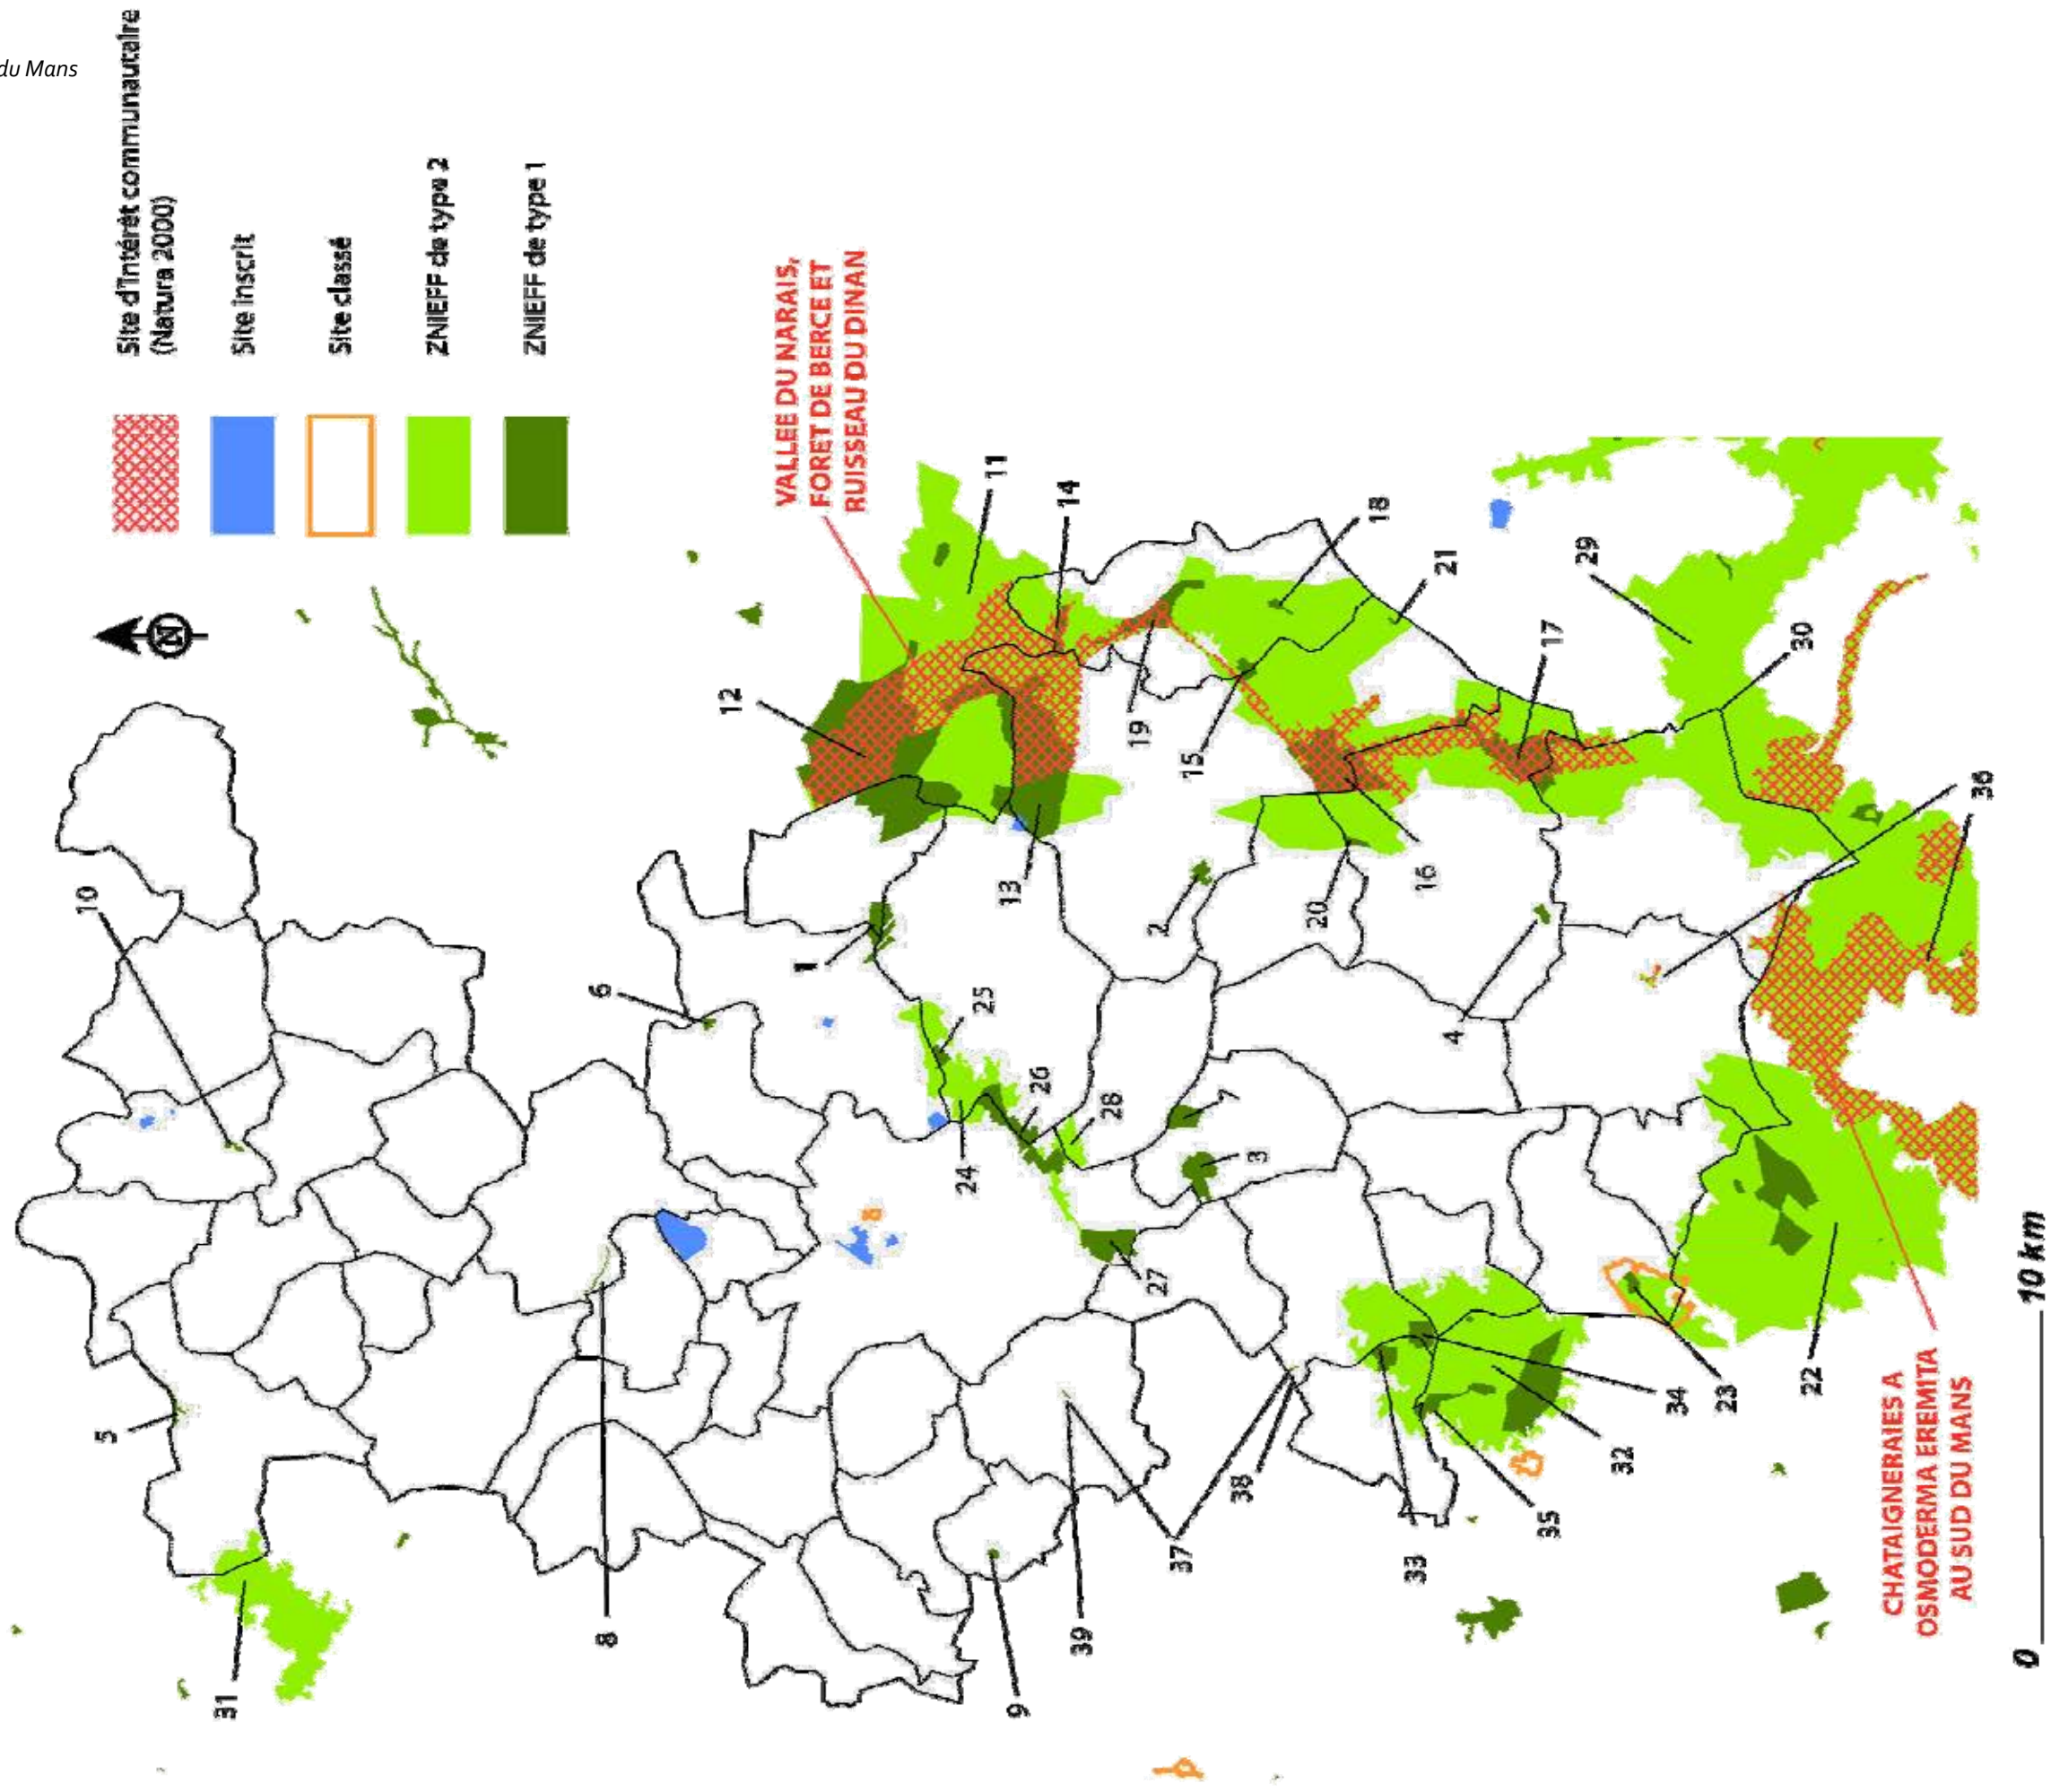 du Mans
Site d'intérêt communautaire
(Natura 2000)
Site inscrit
Site classé
ZNIEFF de type 2
ZNIEFF de type 1
N
VALLEE DU NARAIS,
FORET DE BERCE ET
RUISSEAU DU DINAN
10
12
11
14
6
1
13
19
18
5
25
2
15
21
31
24
26
28
20
16
29
7
17
8
3
4
30
27
36
9
39
37
38
33
35
34
32
23
22
CHATAIGNERAIES A
OSMODERMA EREMITA
AU SUD DU MANS
0
10 km